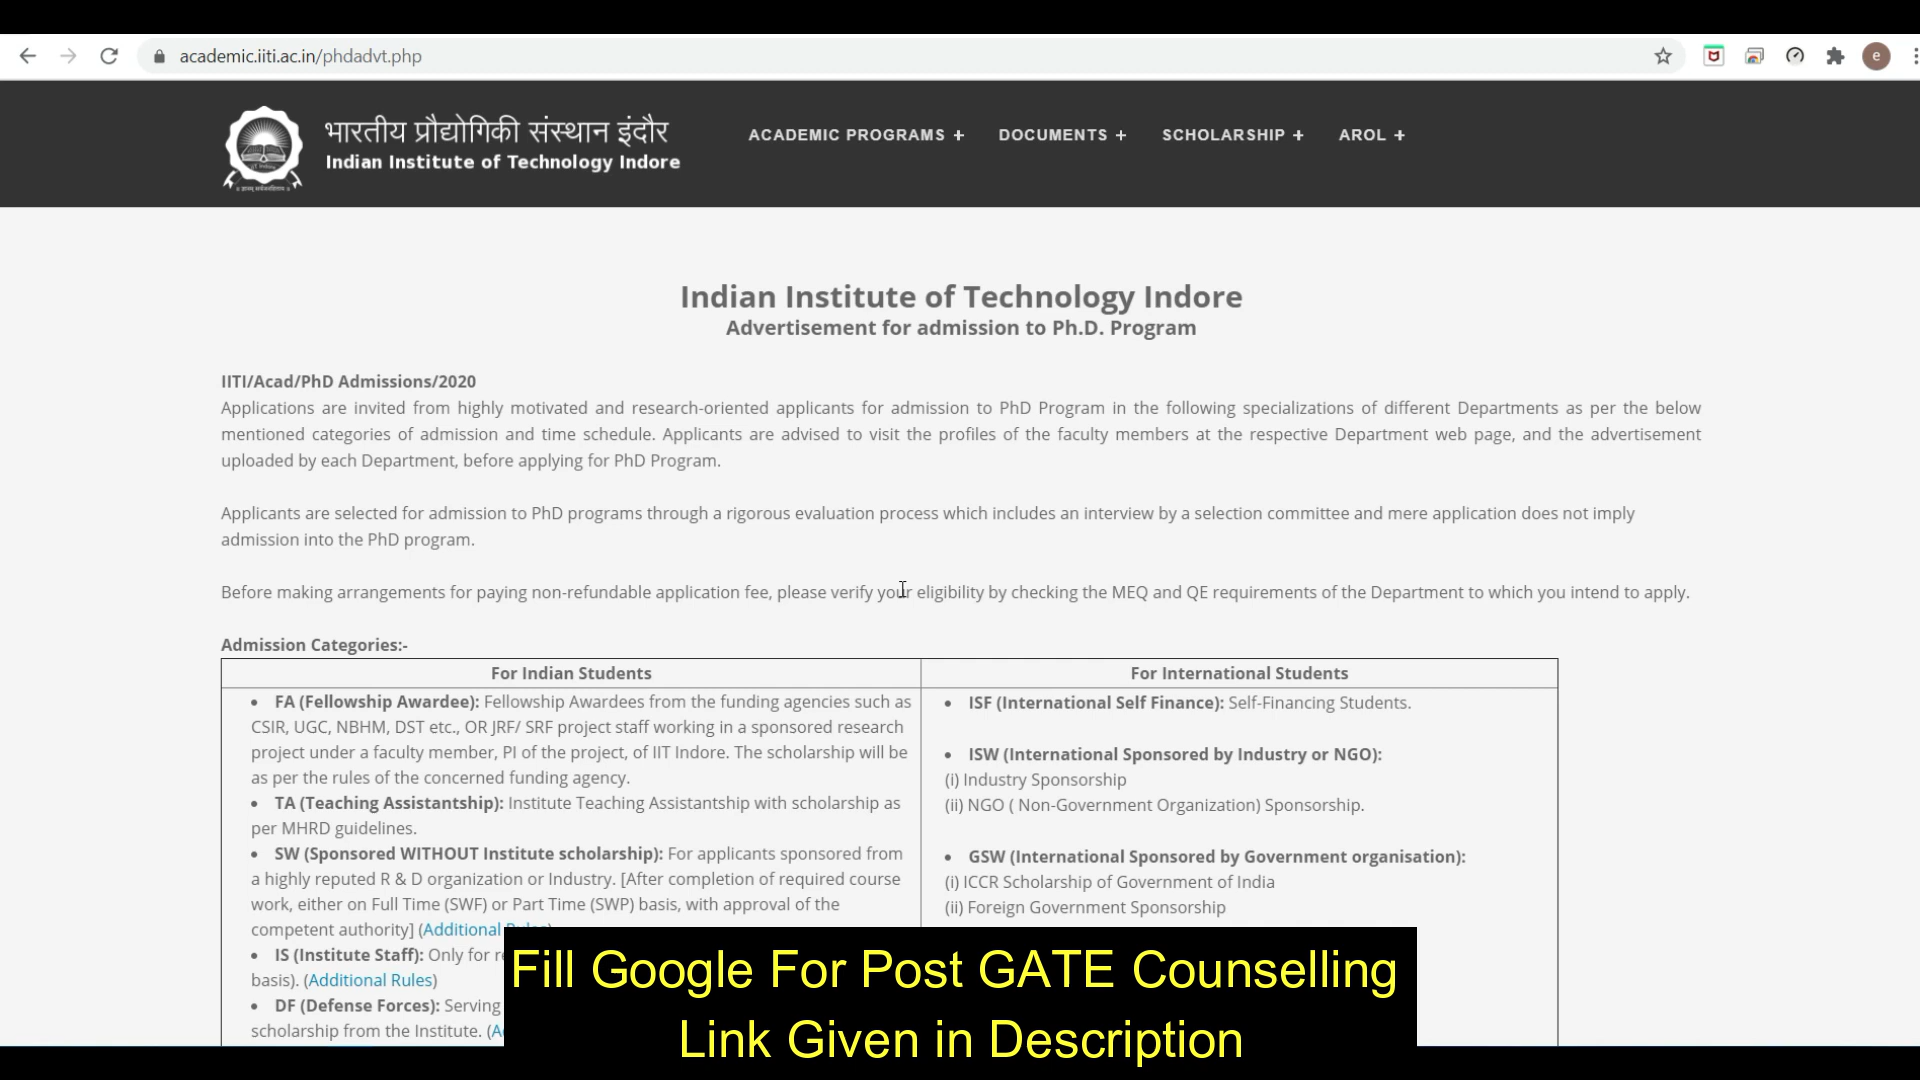 academic.iiti.ac.in/phdadvt.php
e
भारतीय प्रौद्योगिकी संस्थान इंदौर
Indian Institute of Technology Indore
ACADEMIC PROGRAMS +
DOCUMENTS +
SCHOLARSHIP +
AROL +
Indian Institute of Technology Indore
Advertisement for admission to Ph.D. Program
IITI/Acad/PhD Admissions/2020
Applications are invited from highly motivated and research-oriented applicants for admission to PhD Program in the following specializations of different Departments as per the below
mentioned categories of admission and time schedule. Applicants are advised to visit the profiles of the faculty members at the respective Department web page, and the advertisement
uploaded by each Department, before applying for PhD Program.
Applicants are selected for admission to PhD programs through a rigorous evaluation process which includes an interview by a selection committee and mere application does not imply
admission into the PhD program.
Before making arrangements for paying non-refundable application fee, please verify your eligibility by checking the MEQ and QE requirements of the Department to which you intend to apply.
Admission Categories:-
For Indian Students
• FA (Fellowship Awardee): Fellowship Awardees from the funding agencies such as
CSIR, UGC, NBHM, DST etc., OR JRF/ SRF project staff working in a sponsored research
project under a faculty member, PI of the project, of IIT Indore. The scholarship will be
as per the rules of the concerned funding agency.
• TA (Teaching Assistantship): Institute Teaching Assistantship with scholarship as
per MHRD guidelines.
• SW (Sponsored WITHOUT Institute scholarship): For applicants sponsored from
a highly reputed R & D organization or Industry. [After completion of required course
work, either on Full Time (SWF) or Part Time (SWP) basis, with approval of the
competent authority] (Additional
• IS (Institute Staff): Only for
basis). (Additional Rules)
• DF (Defense Forces): Serving
scholarship from the Institute.
For International Students
• ISF (International Self Finance): Self-Financing Students.
• ISW (International Sponsored by Industry or NGO):
(i) Industry Sponsorship
(ii) NGO ( Non-Government Organization) Sponsorship.
• GSW (International Sponsored by Government organisation):
(i) ICCR Scholarship of Government of India
(ii) Foreign Government Sponsorship
Fill Google For Post GATE Counselling
Link Given in Description